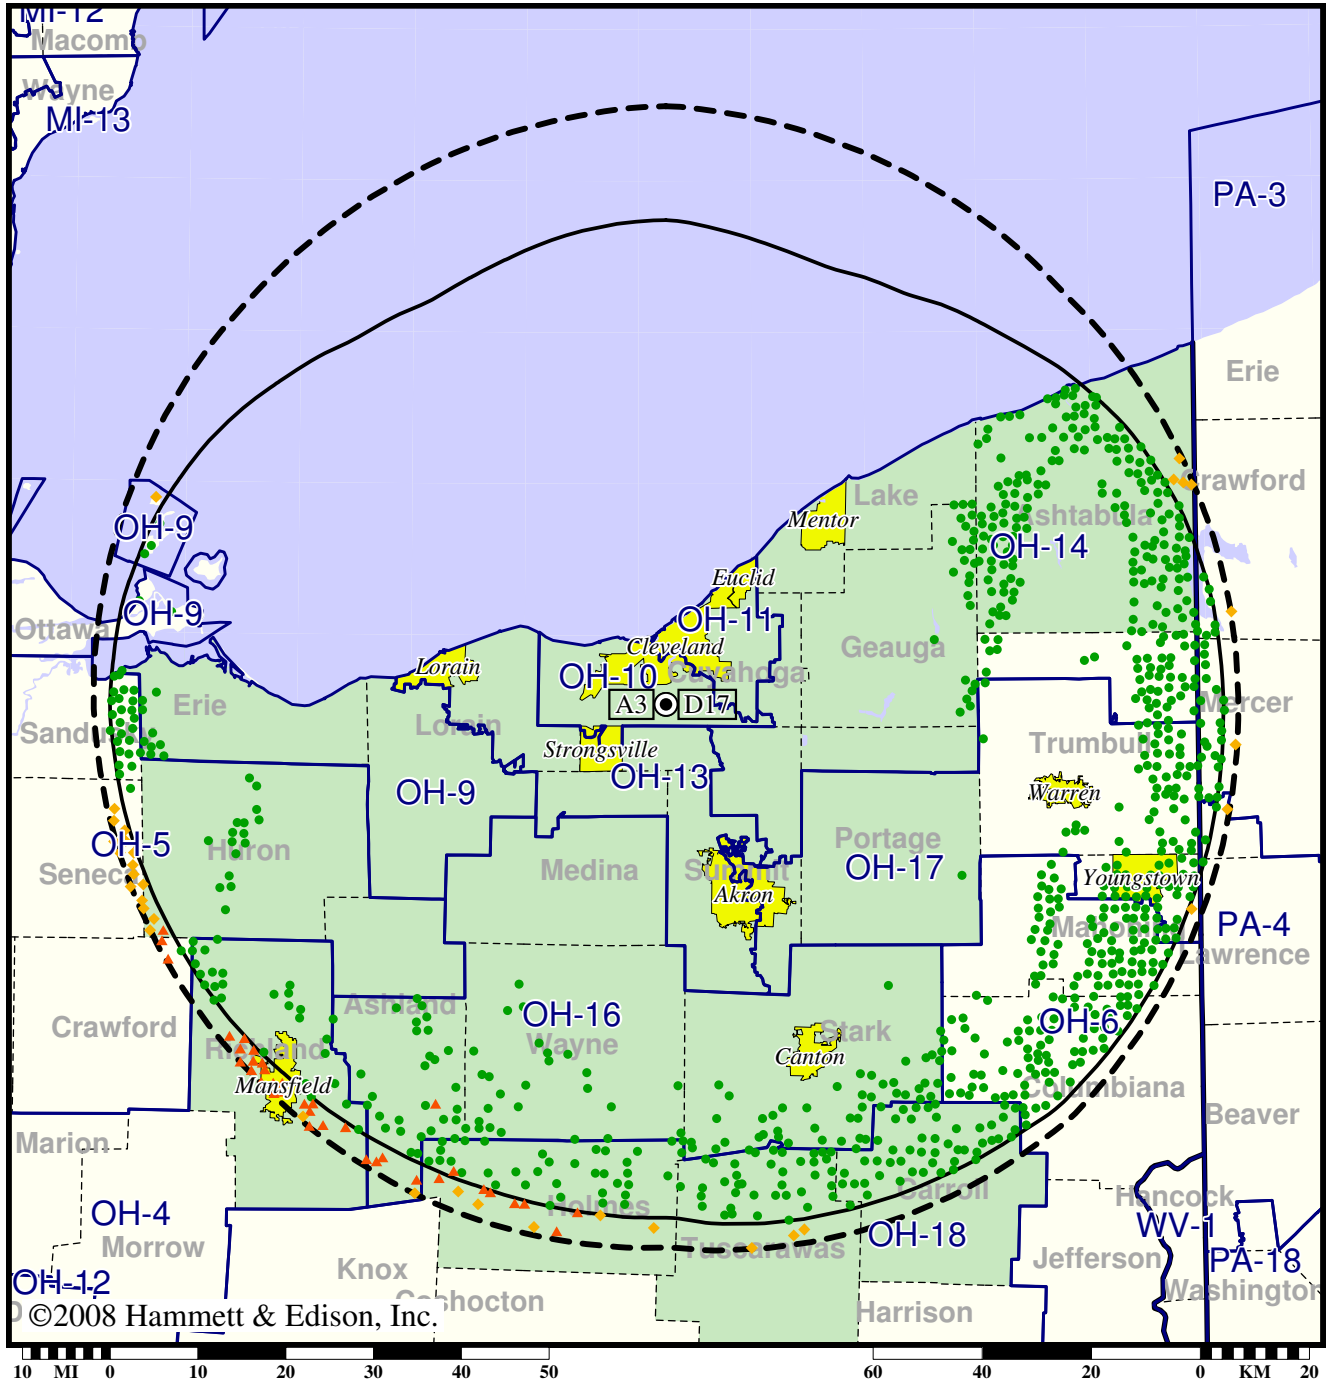 MI-12
Macomb
Wayne
MI-13
PA-3
Erie
Crawford
Lake
Mentor
Ashtabula
OH-14
OH-9
Euclid
OH-11
OH-9
Ottawa
Cleveland
Geauga
Lorain
OH-10
Cuyahoga
A3
D17
Erie
Mercer
Lorain
Sandusky
Strongsville
Trumbull
OH-13
OH-9
Warren
OH-5
Huron
Portage
Seneca
Medina
Summit
OH-17
Youngstown
Akron
Mahoning
PA-4
Lawrence
Ashland
OH-16
Stark
OH-6
Crawford
Richland
Wayne
Canton
Mansfield
Columbiana
Beaver
Marion
Carroll
Hancock
Holmes
OH-4
WV-1
OH-18
Morrow
Tuscarawas
Jefferson
PA-18
Knox
OH-12
Washington
Coshocton
Harrison
©2008 Hammett & Edison, Inc.
10 MI 0 10 20 30 40 50 60 40 20 0 KM 20